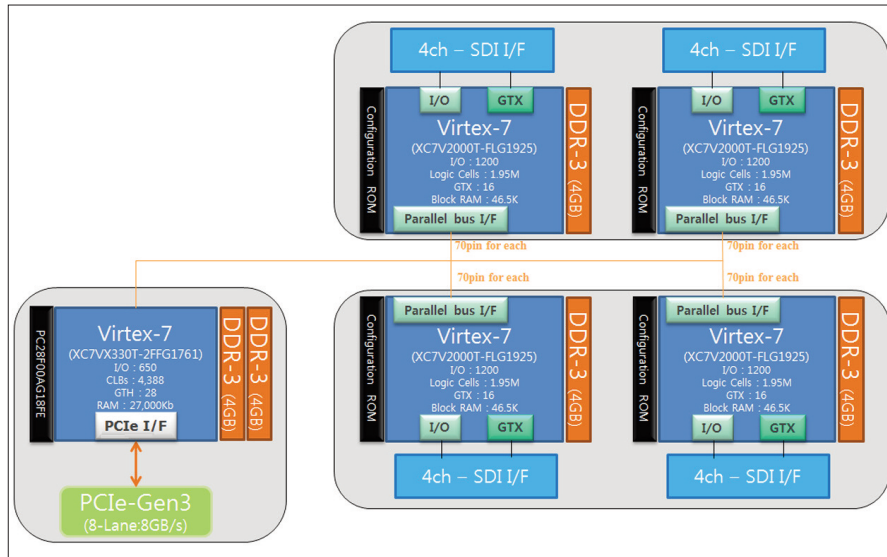 4ch – SDI I/F
4ch – SDI I/F
Configuration ROM
I/O
GTX
Virtex-7
(XC7V2000T-FLG1925)
I/O : 1200
Logic Cells : 1.95M
GTX : 16
Block RAM : 46.5K
Parallel bus I/F
DDR-3 (4GB)
Configuration ROM
I/O
GTX
Virtex-7
(XC7V2000T-FLG1925)
I/O : 1200
Logic Cells : 1.95M
GTX : 16
Block RAM : 46.5K
Parallel bus I/F
DDR-3 (4GB)
70pin for each
70pin for each
70pin for each
70pin for each
PC28F00AG18FE
Virtex-7
(XC7VX330T-2FFG1761)
I/O : 650
CLBs : 4,388
GTH : 28
RAM : 27,000Kb
PCIe I/F
DDR-3 (4GB)
DDR-3 (4GB)
PCIe-Gen3
(8-Lane:8GB/s)
Configuration ROM
Parallel bus I/F
Virtex-7
(XC7V2000T-FLG1925)
I/O : 1200
Logic Cells : 1.95M
GTX : 16
Block RAM : 46.5K
I/O
GTX
DDR-3 (4GB)
4ch – SDI I/F
Configuration ROM
Parallel bus I/F
Virtex-7
(XC7V2000T-FLG1925)
I/O : 1200
Logic Cells : 1.95M
GTX : 16
Block RAM : 46.5K
I/O
GTX
DDR-3 (4GB)
4ch – SDI I/F